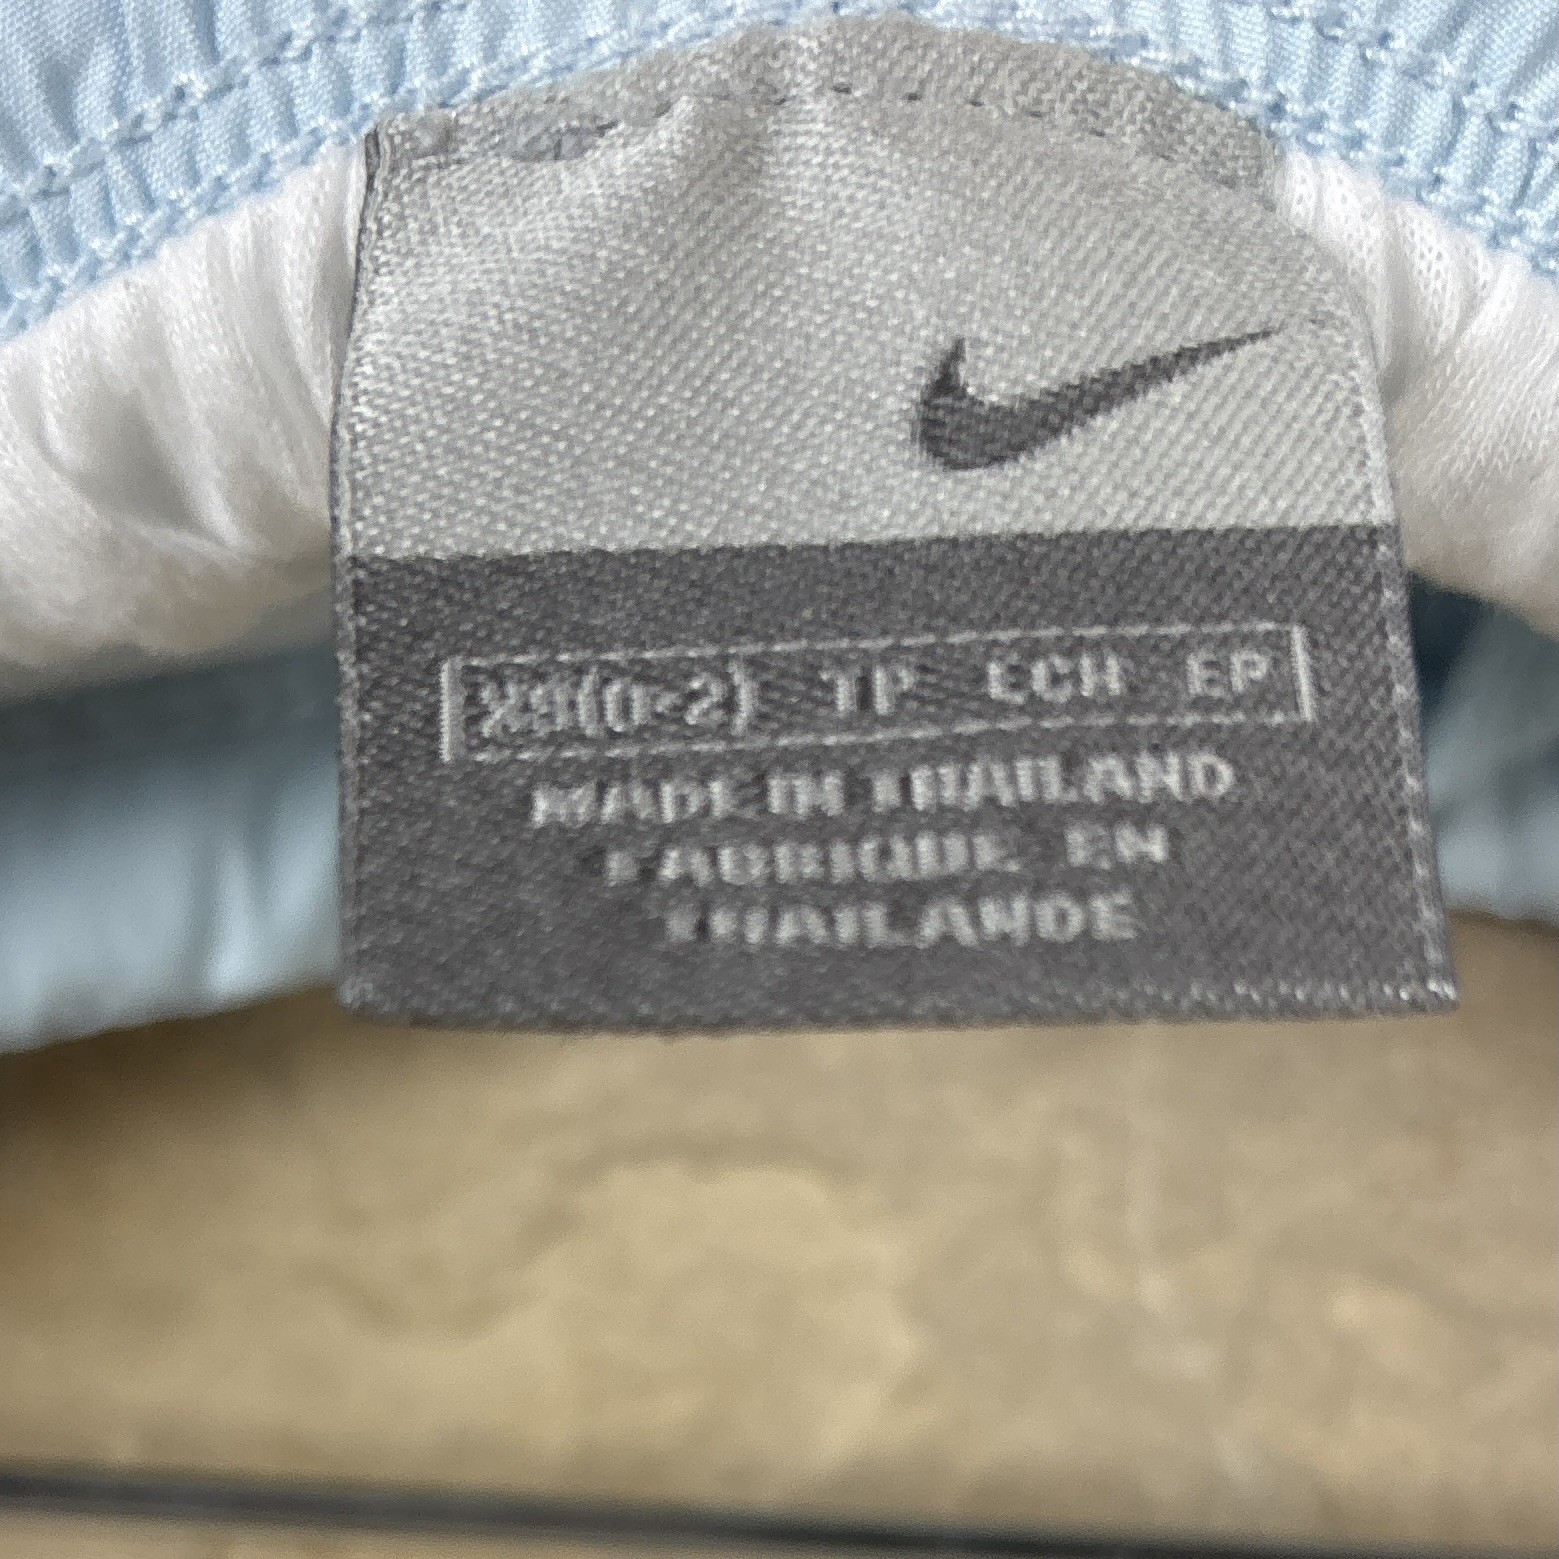 XS(0-2) TP ECH EP
MADE IN THAILAND
FABRIQUE EN
THAILANDE